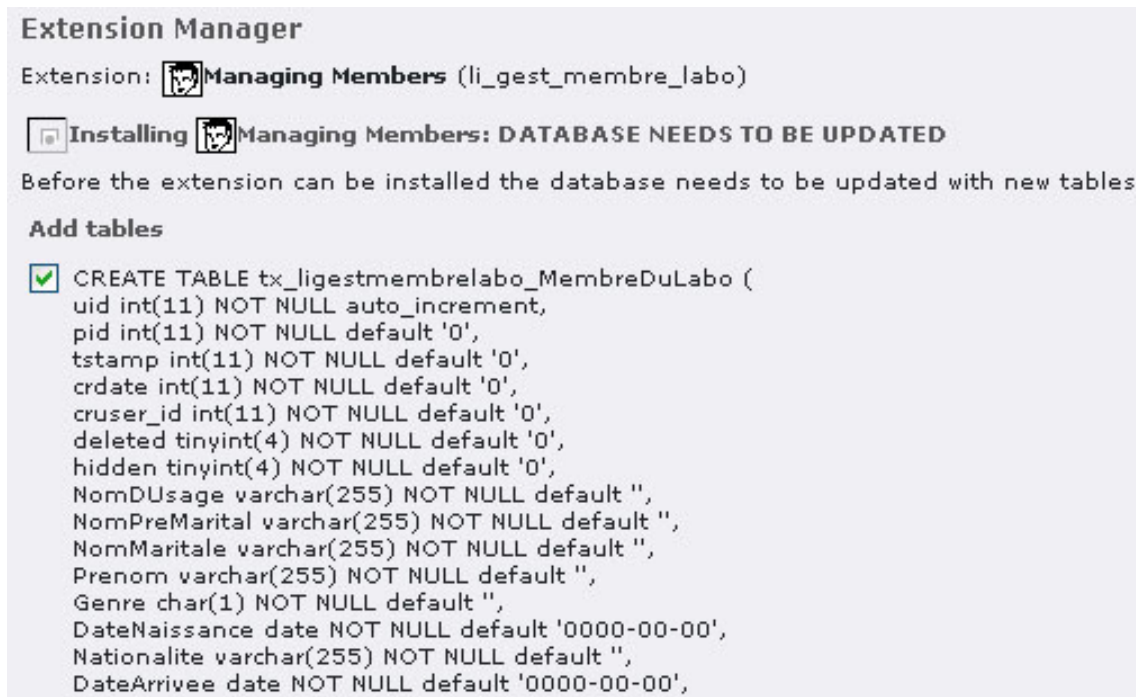 Extension Manager
Extension: Managing Members (li_gest_membre_labo)
Installing Managing Members: DATABASE NEEDS TO BE UPDATED
Before the extension can be installed the database needs to be updated with new tables
Add tables
CREATE TABLE tx_ligestmembrelabo_MembreDuLabo (
uid int(11) NOT NULL auto_increment,
pid int(11) NOT NULL default '0',
tstamp int(11) NOT NULL default '0',
crdate int(11) NOT NULL default '0',
cruser_id int(11) NOT NULL default '0',
deleted tinyint(4) NOT NULL default '0',
hidden tinyint(4) NOT NULL default '0',
NomDUsage varchar(255) NOT NULL default '',
NomPreMarital varchar(255) NOT NULL default '',
NomMaritale varchar(255) NOT NULL default '',
Prenom varchar(255) NOT NULL default '',
Genre char(1) NOT NULL default '',
DateNaissance date NOT NULL default '0000-00-00',
Nationalite varchar(255) NOT NULL default '',
DateArrivee date NOT NULL default '0000-00-00',